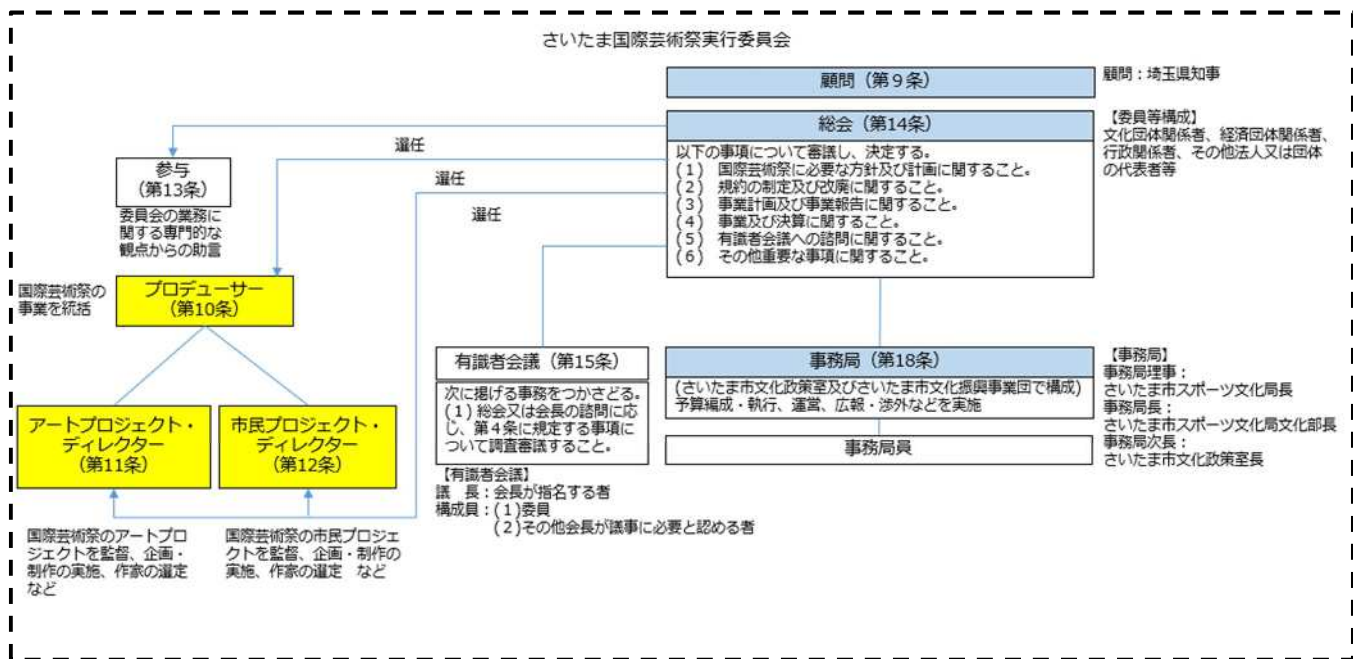 さいたま国際芸術祭実行委員会
顧問（第９条）
顧問：埼玉県知事
総会（第14条）
以下の事項について審議し、決定する。
(１)　国際芸術祭に必要な方針及び計画に関すること。
(２)　規約の制定及び改廃に関すること。
(３)　事業計画及び事業報告に関すること。
(４)　事業及び決算に関すること。
(５)　有識者会議への諮問に関すること。
(６)　その他重要な事項に関すること。
【委員等構成】
文化団体関係者、経済団体関係者、
行政関係者、その他法人又は団体
の代表者等
選任
選任
選任
参与
（第13条）
委員会の業務に
関する専門的な
観点からの助言
国際芸術祭の
事業を統括
プロデューサー
（第10条）
アートプロジェクト・
ディレクター
（第11条）
市民プロジェクト・
ディレクター
（第12条）
国際芸術祭のアートプロ
ジェクトを監督、企画・
制作の実施、作家の選定
など
国際芸術祭の市民プロジェ
クトを監督、企画・制作の
実施、作家の選定　など
有識者会議（第15条）
次に掲げる事務をつかさどる。
(１) 総会又は会長の諮問に応
じ、第４条に規定する事項に
ついて調査審議すること。
【有識者会議】
議　長：会長が指名する者
構成員：(１)委員
(２)その他会長が議事に必要と認める者
事務局（第18条）
(さいたま市文化政策室及びさいたま市文化振興事業団で構成)
予算編成・執行、運営、広報・渉外などを実施
事務局員
【事務局】
事務局理事：
さいたま市スポーツ文化局長
事務局長：
さいたま市スポーツ文化局文化部長
事務局次長：
さいたま市文化政策室長